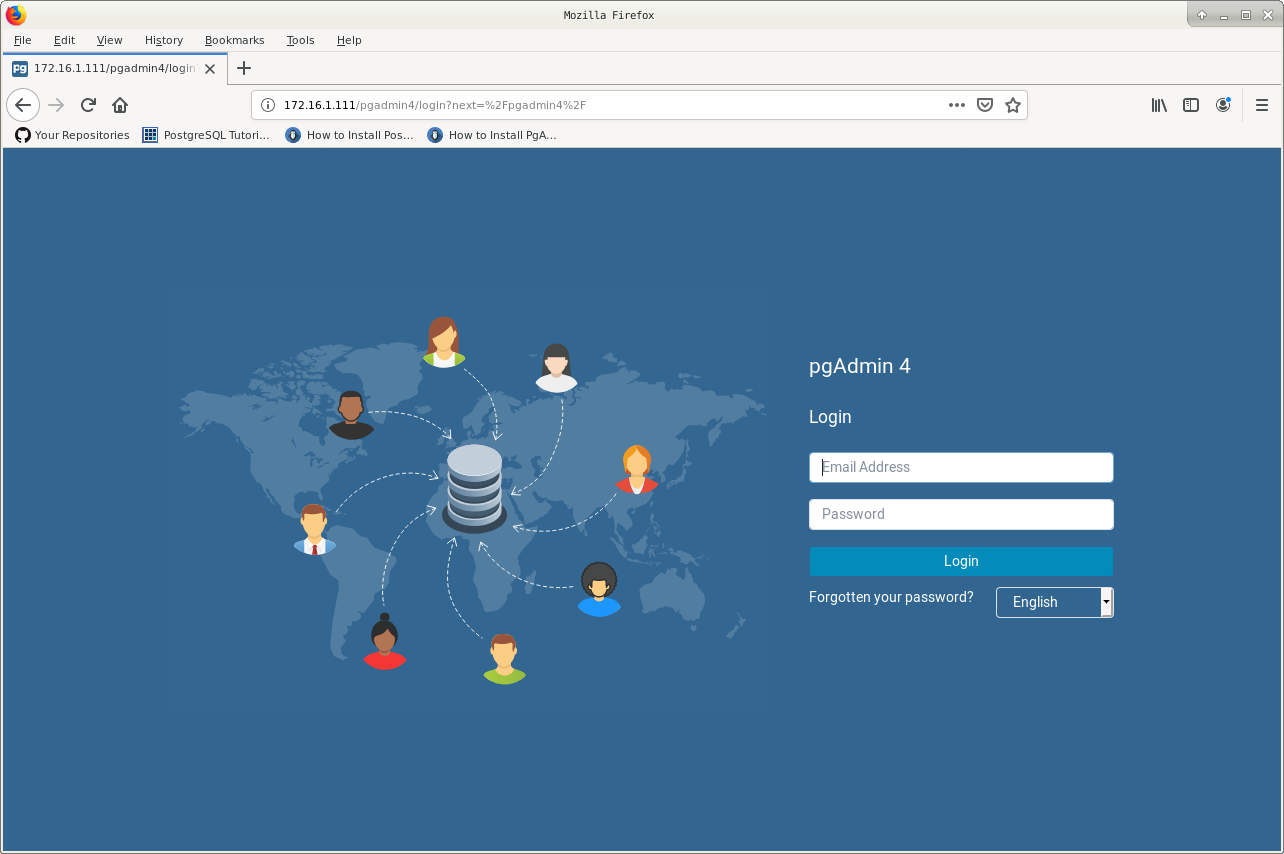 Mozilla Firefox
File Edit View History Bookmarks Tools Help
pg 172.16.1.111/pgadmin4/login
172.16.1.111/pgadmin4/login?next=%2Fpgadmin4%2F
Your Repositories PostgreSQL Tutori... How to Install Pos... How to Install PgA...
pgAdmin 4
Login
Email Address
Password
Login
Forgotten your password? English